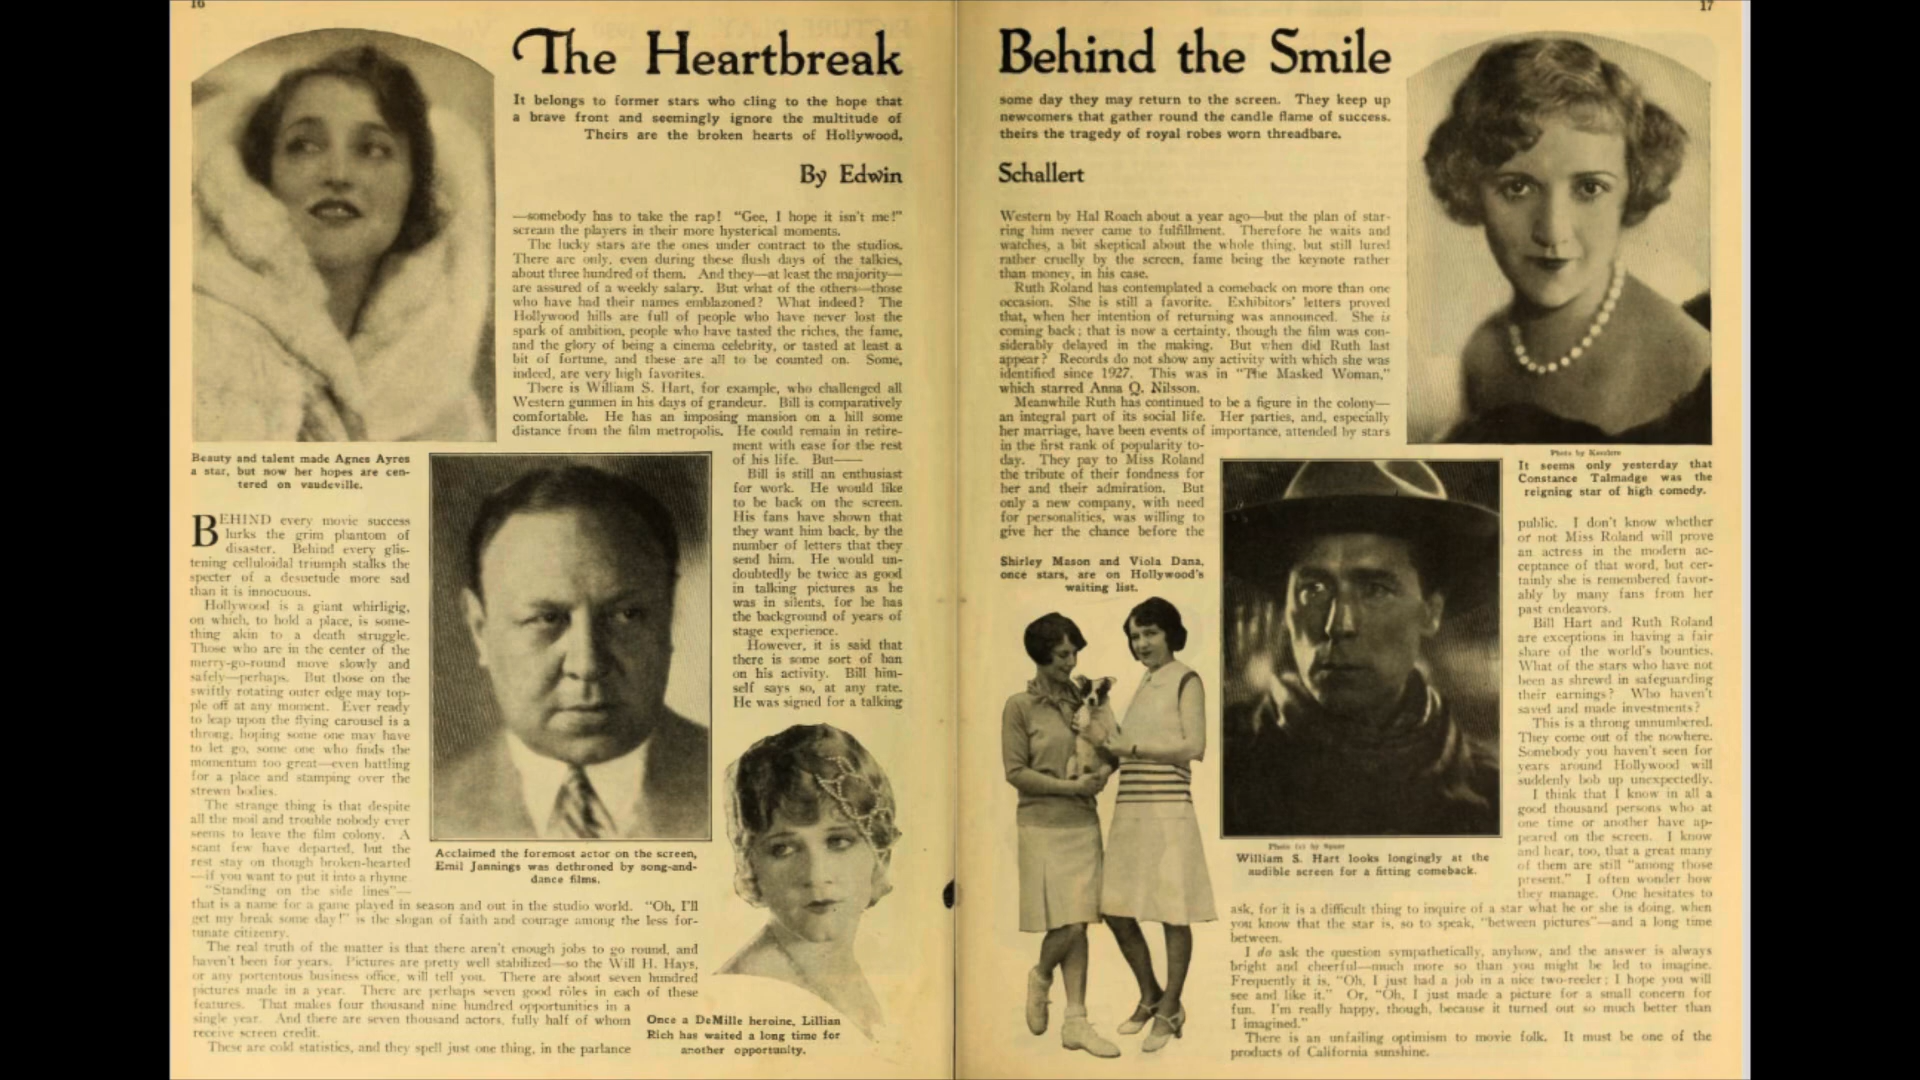 16
The Heartbreak
It belongs to former stars who cling to the hope that
a brave front and seemingly ignore the multitude of
Theirs are the broken hearts of Hollywood,
By Edwin
Beauty and talent made Agnes Ayres
a star, but now her hopes are cen-
tered on vaudeville.
BEHIND every movie success
lurks the grim phantom of
disaster. Behind every glis-
tening celluloidal triumph stalks the
specter of a desuetude more sad
than it is innocuous.
Hollywood is a giant whirligig,
on which, to hold a place, is some-
thing akin to a death struggle.
Those who are in the center of the
merry-go-round move slowly and
safely—perhaps. But those on the
swiftly rotating outer edge may top-
ple off at any moment. Ever ready
to leap upon the flying carousel is a
throng, hoping some one may have
to let go, some one who finds the
momentum too great—even battling
for a place and stamping over the
strewn bodies.
The strange thing is that despite
all the moil and trouble nobody ever
seems to leave the film colony. A
scant few have departed, but the
rest stay on though broken-hearted
—if you want to put it into a rhyme.
"Standing on the side lines"—
that is a name for a game played in season and out in the studio world. "Oh, I'll
get my break some day!" is the slogan of faith and courage among the less for-
tunate citizenry.
The real truth of the matter is that there aren't enough jobs to go round, and
haven't been for years. Pictures are pretty well stabilized—so the Will H. Hays,
or any portentous business office, will tell you. There are about seven hundred
pictures made in a year. There are perhaps seven good rôles in each of these
features. That makes four thousand nine hundred opportunities in a
single year. And there are seven thousand actors, fully half of whom
receive screen credit.
These are cold statistics, and they spell just one thing, in the parlance
Acclaimed the foremost actor on the screen,
Emil Jannings was dethroned by song-and-
dance films.
Once a DeMille heroine, Lillian
Rich has waited a long time for
another opportunity.
—somebody has to take the rap! "Gee, I hope it isn't me!"
scream the players in their more hysterical moments.
The lucky stars are the ones under contract to the studios.
There are only, even during these flush days of the talkies,
about three hundred of them. And they—at least the majority—
are assured of a weekly salary. But what of the others—those
who have had their names emblazoned? What indeed? The
Hollywood hills are full of people who have never lost the
spark of ambition, people who have tasted the riches, the fame,
and the glory of being a cinema celebrity, or tasted at least a
bit of fortune, and these are all to be counted on. Some,
indeed, are very high favorites.
There is William S. Hart, for example, who challenged all
Western gunmen in his days of grandeur. Bill is comparatively
comfortable. He has an imposing mansion on a hill some
distance from the film metropolis. He could remain in retire-
ment with ease for the rest
of his life. But——
Bill is still an enthusiast
for work. He would like
to be back on the screen.
His fans have shown that
they want him back, by the
number of letters that they
send him. He would un-
doubtedly be twice as good
in talking pictures as he
was in silents, for he has
the background of years of
stage experience.
However, it is said that
there is some sort of ban
on his activity. Bill him-
self says so, at any rate.
He was signed for a talking
17
Behind the Smile
some day they may return to the screen. They keep up
newcomers that gather round the candle flame of success.
theirs the tragedy of royal robes worn threadbare.
Schallert
Western by Hal Roach about a year ago—but the plan of star-
ring him never came to fulfillment. Therefore he waits and
watches, a bit skeptical about the whole thing, but still lured
rather cruelly by the screen, fame being the keynote rather
than money, in his case.
Ruth Roland has contemplated a comeback on more than one
occasion. She is still a favorite. Exhibitors' letters proved
that, when her intention of returning was announced. She is
coming back; that is now a certainty, though the film was con-
siderably delayed in the making. But when did Ruth last
appear? Records do not show any activity with which she was
identified since 1927. This was in "The Masked Woman,"
which starred Anna Q. Nilsson.
Meanwhile Ruth has continued to be a figure in the colony—
an integral part of its social life. Her parties, and, especially
her marriage, have been events of importance, attended by stars
in the first rank of popularity to-
day. They pay to Miss Roland
the tribute of their fondness for
her and their admiration. But
only a new company, with need
for personalities, was willing to
give her the chance before the
Shirley Mason and Viola Dana,
once stars, are on Hollywood's
waiting list.
Photo by Spurr
William S. Hart looks longingly at the
audible screen for a fitting comeback.
Photo by
It seems only yesterday that
Constance Talmadge was the
reigning star of high comedy.
public. I don't know whether
or not Miss Roland will prove
an actress in the modern ac-
ceptance of that word, but cer-
tainly she is remembered favor-
ably by many fans from her
past endeavors.
Bill Hart and Ruth Roland
are exceptions in having a fair
share of the world's bounties.
What of the stars who have not
been as shrewd in safeguarding
their earnings? Who haven't
saved and made investments?
This is a throng unnumbered.
They come out of the nowhere.
Somebody you haven't seen for
years around Hollywood will
suddenly bob up unexpectedly.
I think that I know in all a
good thousand persons who at
one time or another have ap-
peared on the screen. I know
and hear, too, that a great many
of them are still "among those
present." I often wonder how
they manage. One hesitates to
ask, for it is a difficult thing to inquire of a star what he or she is doing, when
you know that the star is, so to speak, "between pictures"—and a long time
between.
I do ask the question sympathetically, anyhow, and the answer is always
bright and cheerful—much more so than you might be led to imagine.
Frequently it is, "Oh, I just had a job in a nice two-reeler; I hope you will
see and like it." Or, "Oh, I just made a picture for a small concern for
fun. I'm really happy, though, because it turned out so much better than
I imagined."
There is an unfailing optimism to movie folk. It must be one of the
products of California sunshine.